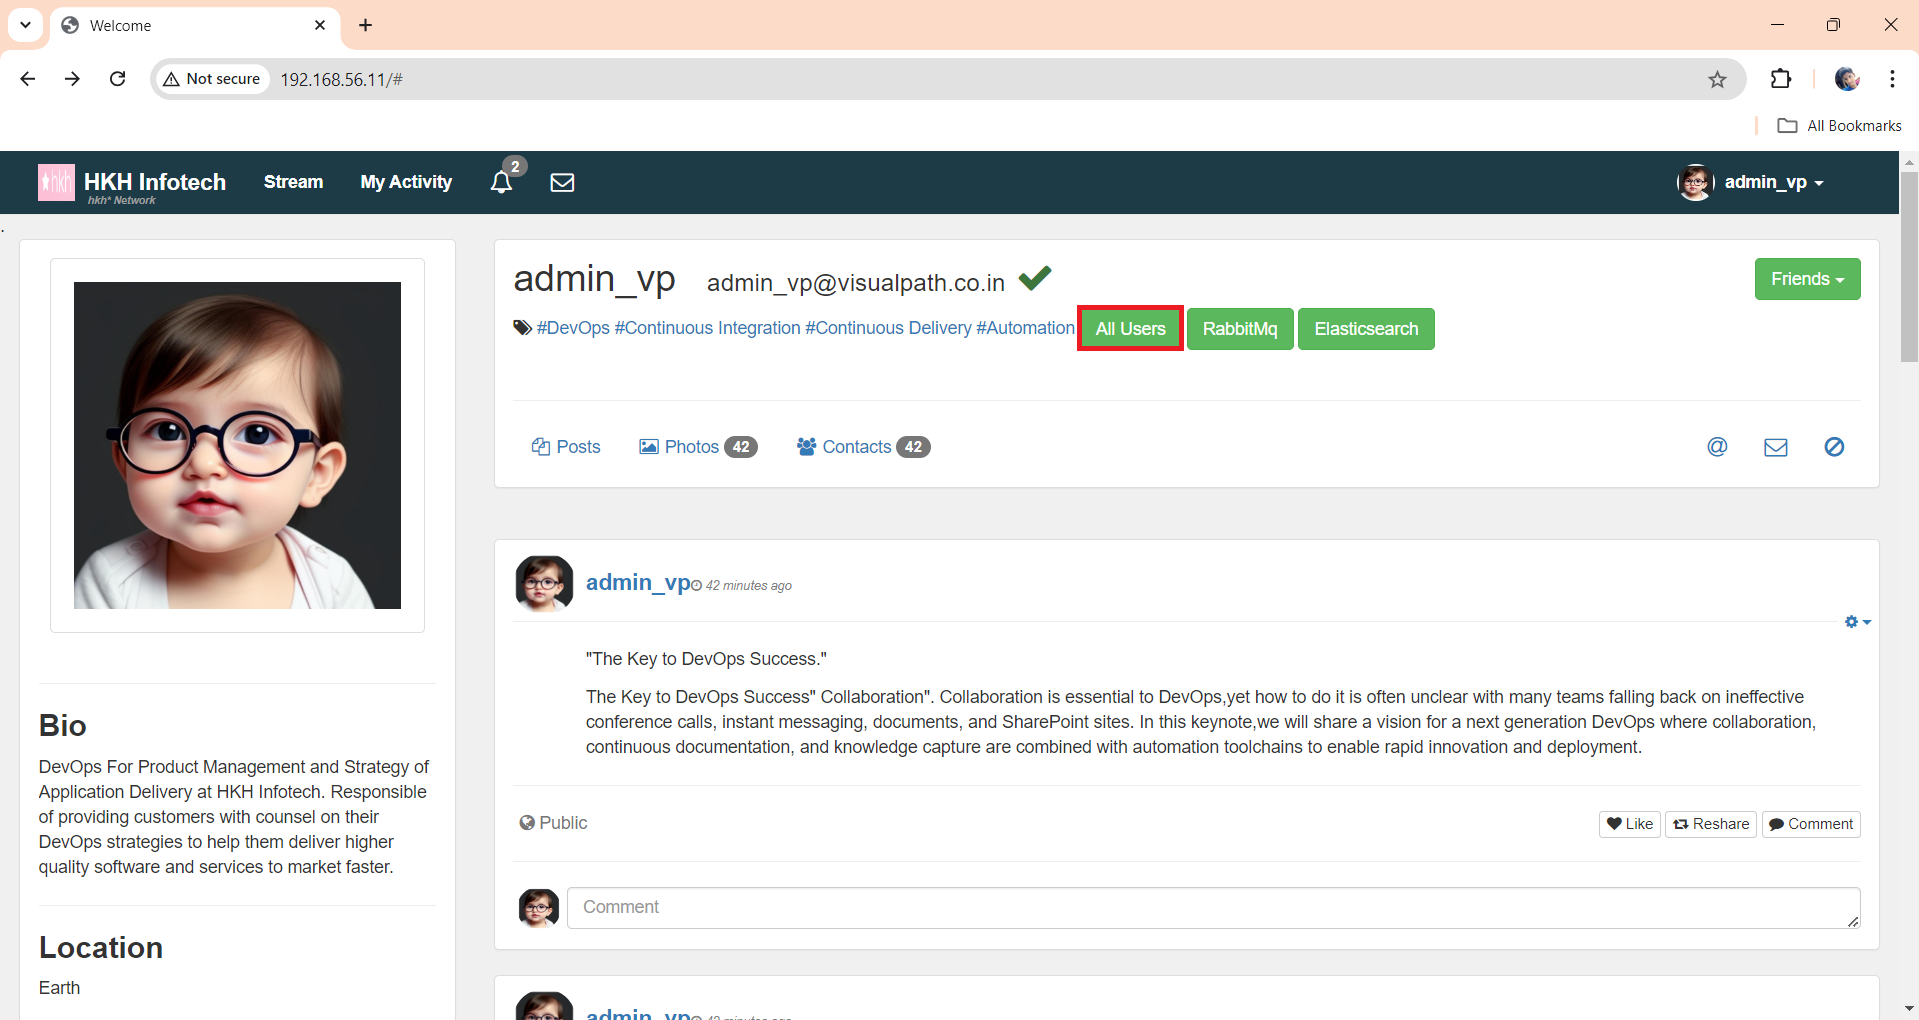 Welcome
Not secure 192.168.56.11/#
All Bookmarks
hkh HKH Infotech Stream My Activity 2 admin_vp
hkh* Network
.
admin_vp admin_vp@visualpath.co.in Friends
#DevOps #Continuous Integration #Continuous Delivery #Automation All Users RabbitMq Elasticsearch
Posts Photos 42 Contacts 42 @
admin_vp 42 minutes ago
"The Key to DevOps Success."
The Key to DevOps Success" Collaboration". Collaboration is essential to DevOps,yet how to do it is often unclear with many teams falling back on ineffective
conference calls, instant messaging, documents, and SharePoint sites. In this keynote,we will share a vision for a next generation DevOps where collaboration,
continuous documentation, and knowledge capture are combined with automation toolchains to enable rapid innovation and deployment.
Public Like Reshare Comment
Comment
admin_vp 42 minutes ago
Bio
DevOps For Product Management and Strategy of
Application Delivery at HKH Infotech. Responsible
of providing customers with counsel on their
DevOps strategies to help them deliver higher
quality software and services to market faster.
Location
Earth